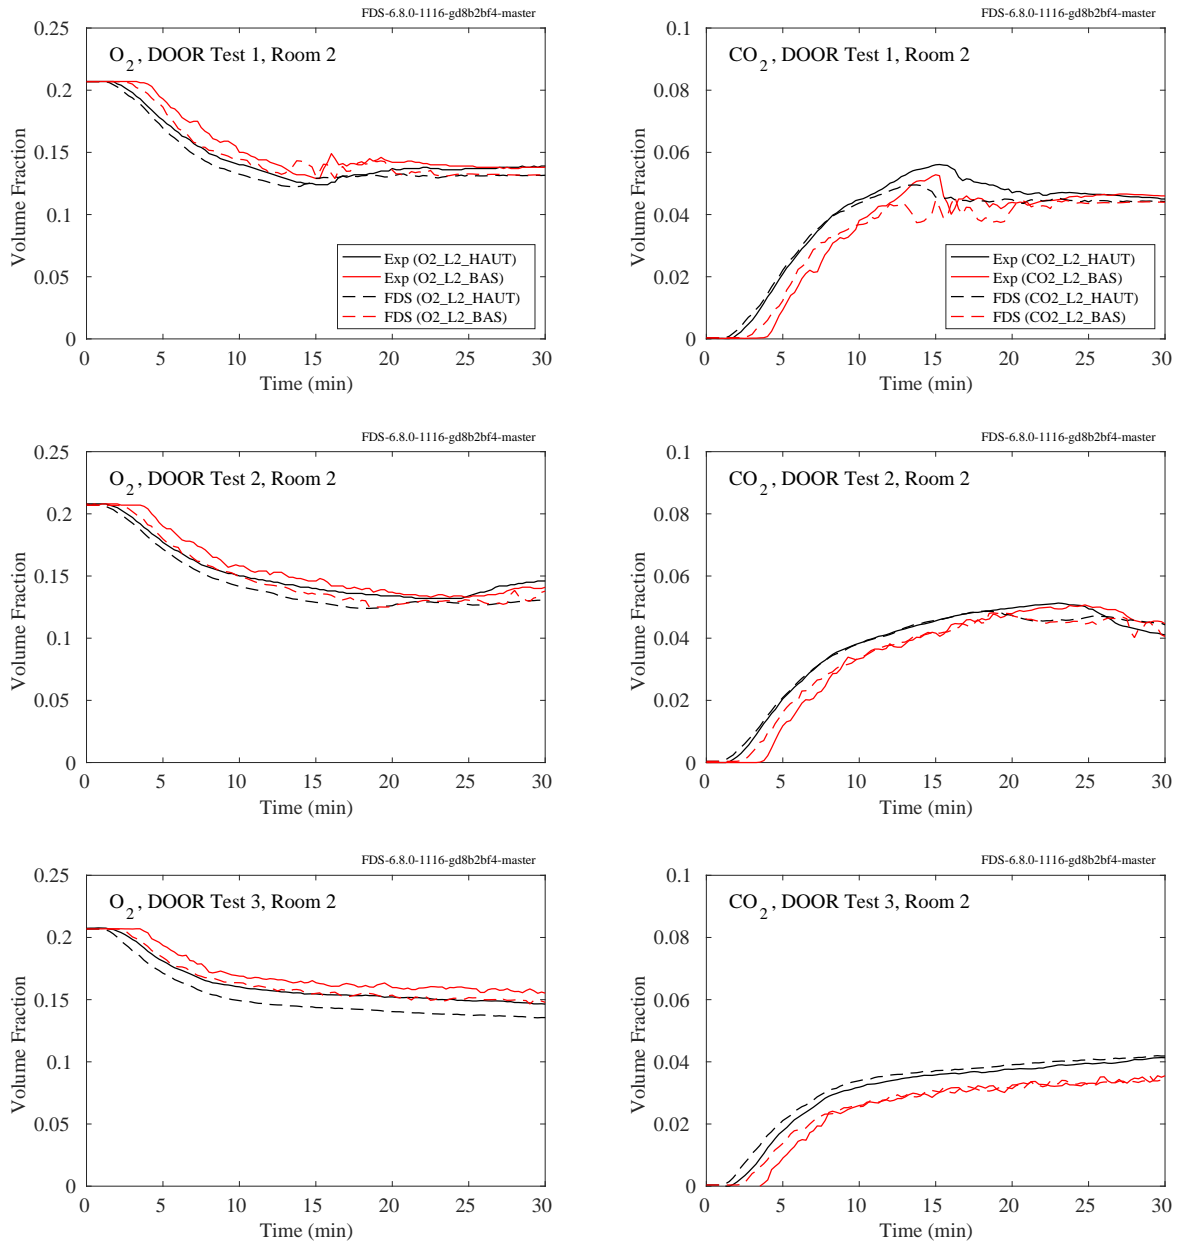 FDS-6.8.0-1116-gd8b2bf4-master
O2, DOOR Test 1, Room 2
Volume Fraction
0.25
0.2
0.15
0.1
0.05
0
Exp (O2_L2_HAUT)
Exp (O2_L2_BAS)
FDS (O2_L2_HAUT)
FDS (O2_L2_BAS)
0 5 10 15 20 25 30
Time (min)
FDS-6.8.0-1116-gd8b2bf4-master
CO2, DOOR Test 1, Room 2
Volume Fraction
0.1
0.08
0.06
0.04
0.02
0
Exp (CO2_L2_HAUT)
Exp (CO2_L2_BAS)
FDS (CO2_L2_HAUT)
FDS (CO2_L2_BAS)
0 5 10 15 20 25 30
Time (min)
FDS-6.8.0-1116-gd8b2bf4-master
O2, DOOR Test 2, Room 2
Volume Fraction
0.25
0.2
0.15
0.1
0.05
0
0 5 10 15 20 25 30
Time (min)
FDS-6.8.0-1116-gd8b2bf4-master
CO2, DOOR Test 2, Room 2
Volume Fraction
0.1
0.08
0.06
0.04
0.02
0
0 5 10 15 20 25 30
Time (min)
FDS-6.8.0-1116-gd8b2bf4-master
O2, DOOR Test 3, Room 2
Volume Fraction
0.25
0.2
0.15
0.1
0.05
0
0 5 10 15 20 25 30
Time (min)
FDS-6.8.0-1116-gd8b2bf4-master
CO2, DOOR Test 3, Room 2
Volume Fraction
0.1
0.08
0.06
0.04
0.02
0
0 5 10 15 20 25 30
Time (min)